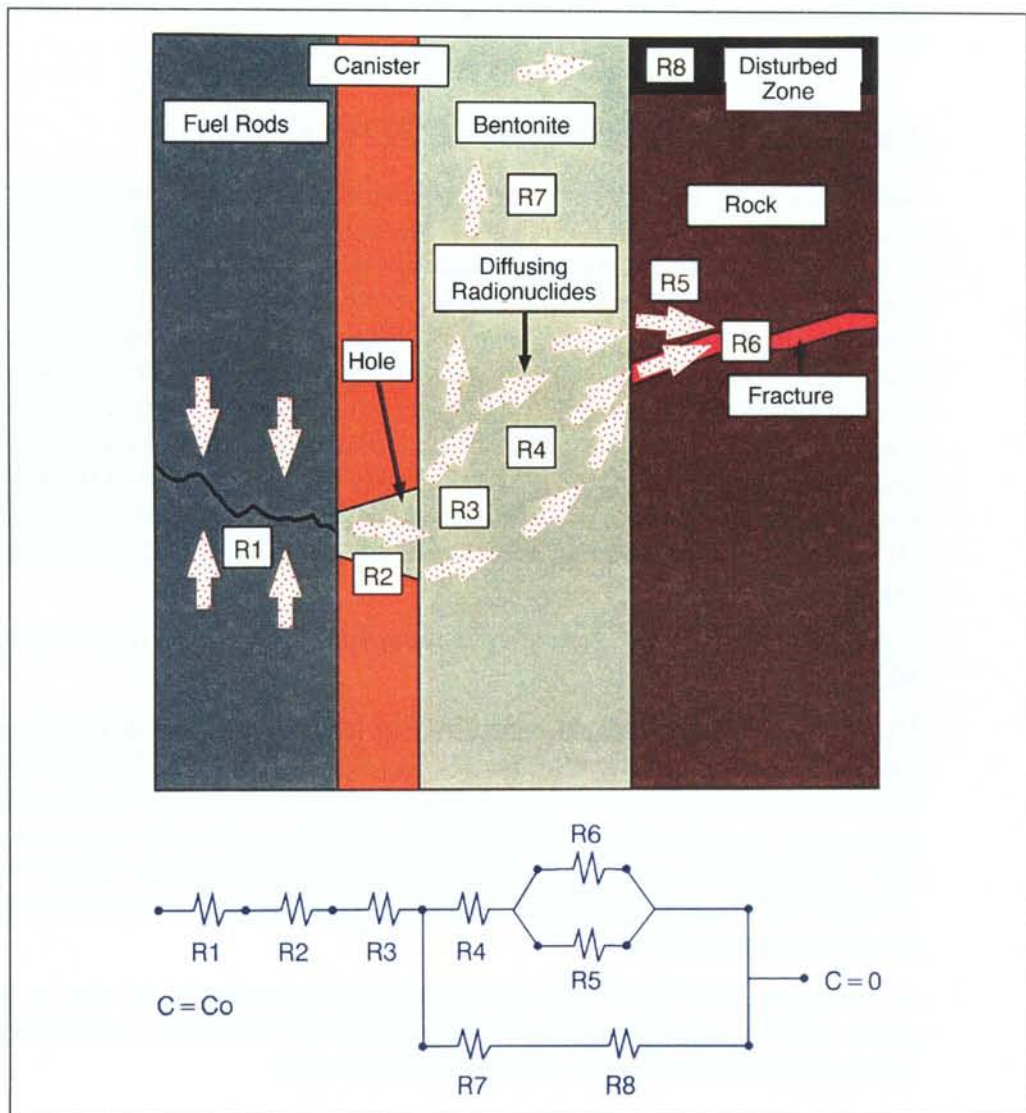 Canister
R8
Disturbed
Zone
Fuel Rods
Bentonite
R7
Rock
Diffusing
Radionuclides
R5
Hole
R6
Fracture
R4
R3
R1
R2
R6
R1
R2
R3
R4
R5
C=0
C=Co
R7
R8